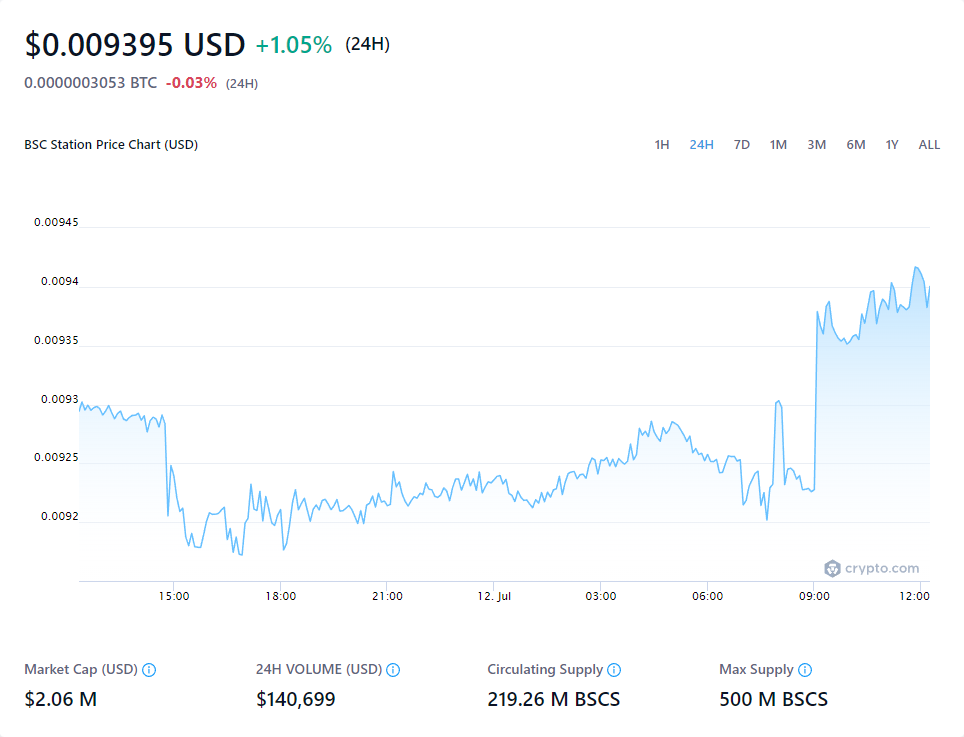 $0.009395 USD +1.05% (24H)
0.0000003053 BTC -0.03% (24H)
BSC Station Price Chart (USD)
1H 24H 7D 1M 3M 6M 1Y ALL
0.00945
0.0094
0.00935
0.0093
0.00925
0.0092
crypto.com
15:00 18:00 21:00 12. Jul 03:00 06:00 09:00 12:00
Market Cap (USD) 24H VOLUME (USD) Circulating Supply Max Supply
$2.06 M $140,699 219.26 M BSCS 500 M BSCS